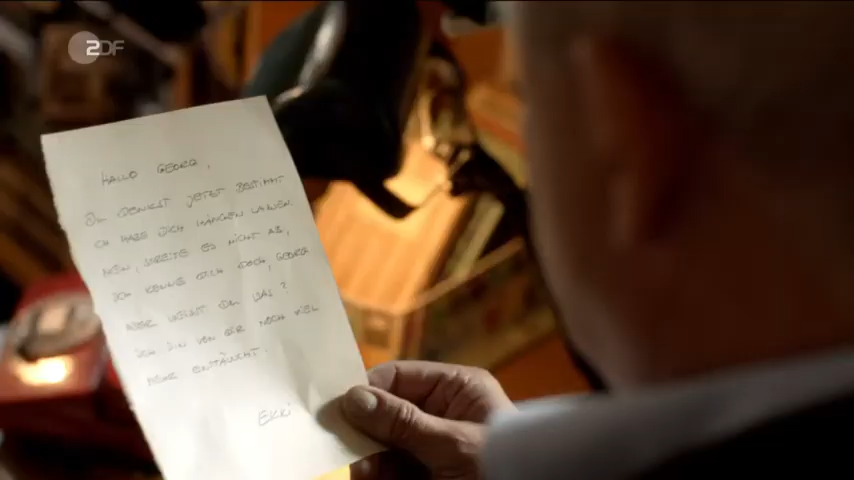 ZDF
HALLO GEORG,
DU DENKST JETZT BESTIMMT
ICH HABE DICH HÄNGEN LASSEN
NEIN, STREITE ES NICHT AB,
ICH KENNE DICH DOCH, GEORG
ABER WEIßT DU WAS?
ICH BIN VON DIR NOCH VIEL
MEHR ENTTÄUSCHT.
EKKI